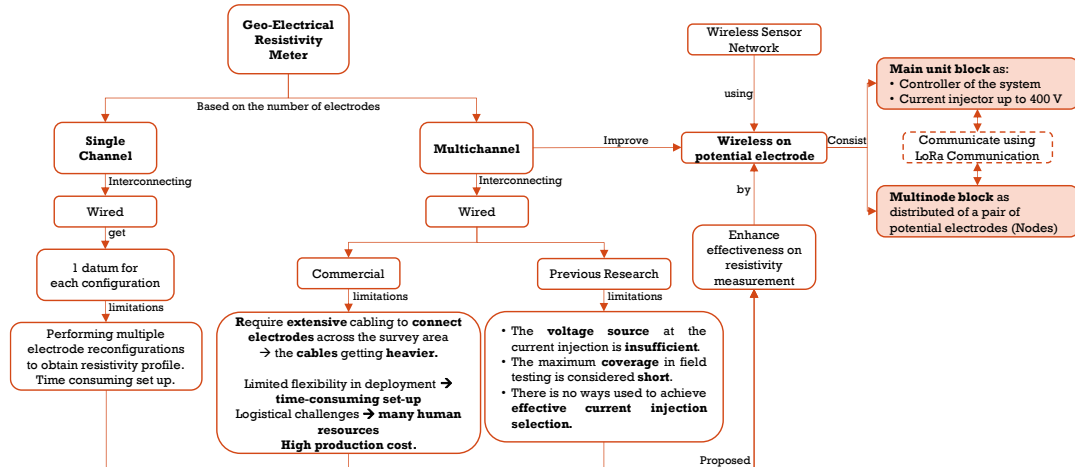 Geo-Electrical
Resistivity
Meter
Based on the number of electrodes
Single
Channel
Interconnecting
Wired
get
1 datum for
each configuration
limitations
Performing multiple
electrode reconfigurations
to obtain resistivity profile.
Time consuming set up.
Multichannel
Interconnecting
Wired
Commercial
limitations
Require extensive cabling to connect
electrodes across the survey area
→ the cables getting heavier.
Limited flexibility in deployment →
time-consuming set-up
Logistical challenges → many human
resources
High production cost.
Previous Research
limitations
• The voltage source at the
current injection is insufficient.
• The maximum coverage in field
testing is considered short.
• There is no ways used to achieve
effective current injection
selection.
Improve
Wireless Sensor
Network
using
Wireless on
potential electrode
by
Enhance
effectiveness on
resistivity
measurement
Proposed
Consist
Main unit block as:
• Controller of the system
• Current injector up to 400 V
Communicate using
LoRa Communication
Multinode block as
distributed of a pair of
potential electrodes (Nodes)